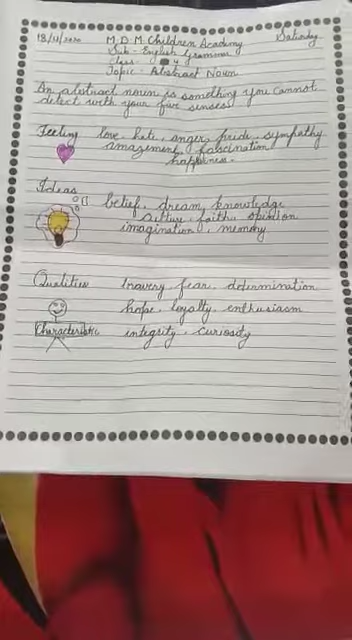 18/11/2020 M.D.M Children Academy Saturday
Sub - English Grammar
Class - 4
Topic - Abstract Noun
An abstract noun is something you cannot
detect with your five senses
Feeling love, hate, anger, pride, sympathy
amazement, fascination
happiness.
Ideas belief, dream, knowledge
faith, opinion
imagination, memory
Qualities bravery, fear, determination
hope, loyalty, enthusiasm
Characteristic integrity, curiosity